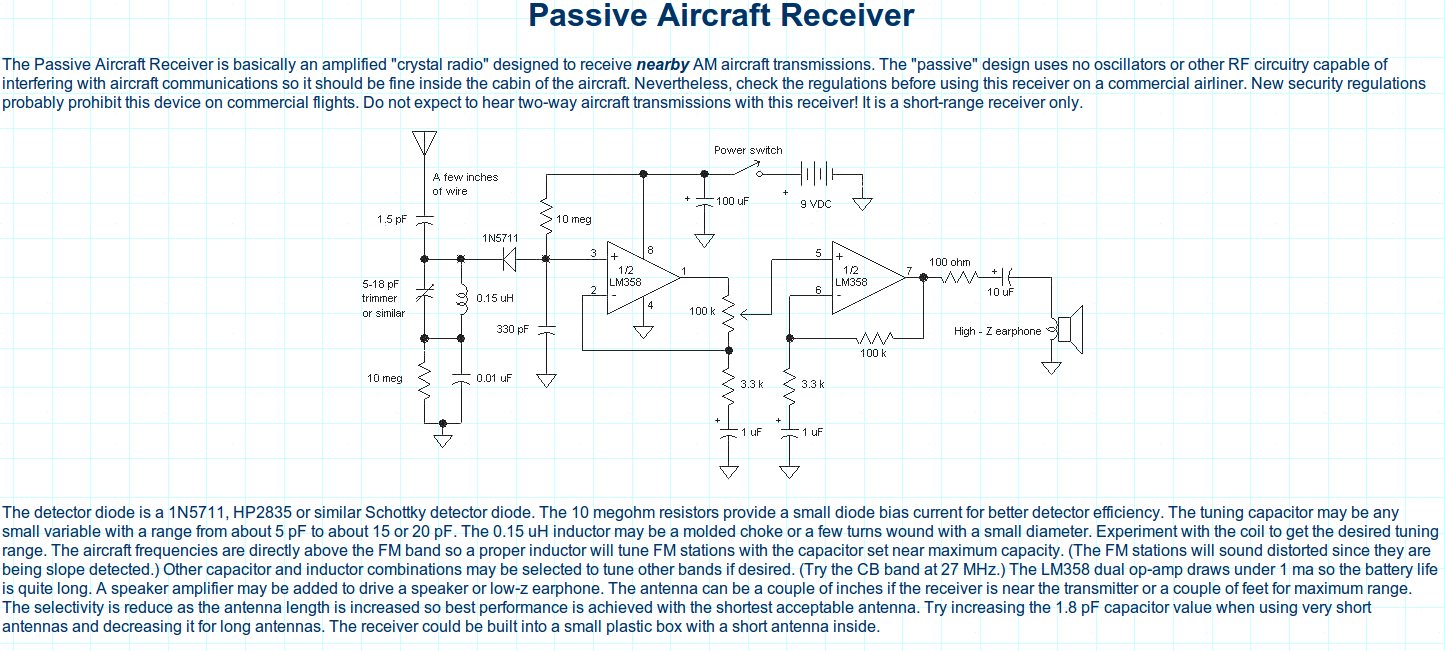 Passive Aircraft Receiver
The Passive Aircraft Receiver is basically an amplified "crystal radio" designed to receive nearby AM aircraft transmissions. The "passive" design uses no oscillators or other RF circuitry capable of
interfering with aircraft communications so it should be fine inside the cabin of the aircraft. Nevertheless, check the regulations before using this receiver on a commercial airliner. New security regulations
probably prohibit this device on commercial flights. Do not expect to hear two-way aircraft transmissions with this receiver! It is a short-range receiver only.
Power switch
A few inches
of wire
+
100 uF
+
9 VDC
1.5 pF
10 meg
1N5711
3
+
8
1/2
LM358
1
2
-
4
5
+
1/2
LM358
7
6
-
100 ohm
+
10 uF
5-18 pF
trimmer
or similar
0.15 uH
330 pF
100 k
High - Z earphone
100 k
10 meg
0.01 uF
3.3 k
3.3 k
+
1 uF
+
1 uF
The detector diode is a 1N5711, HP2835 or similar Schottky detector diode. The 10 megohm resistors provide a small diode bias current for better detector efficiency. The tuning capacitor may be any
small variable with a range from about 5 pF to about 15 or 20 pF. The 0.15 uH inductor may be a molded choke or a few turns wound with a small diameter. Experiment with the coil to get the desired tuning
range. The aircraft frequencies are directly above the FM band so a proper inductor will tune FM stations with the capacitor set near maximum capacity. (The FM stations will sound distorted since they are
being slope detected.) Other capacitor and inductor combinations may be selected to tune other bands if desired. (Try the CB band at 27 MHz.) The LM358 dual op-amp draws under 1 ma so the battery life
is quite long. A speaker amplifier may be added to drive a speaker or low-z earphone. The antenna can be a couple of inches if the receiver is near the transmitter or a couple of feet for maximum range.
The selectivity is reduce as the antenna length is increased so best performance is achieved with the shortest acceptable antenna. Try increasing the 1.8 pF capacitor value when using very short
antennas and decreasing it for long antennas. The receiver could be built into a small plastic box with a short antenna inside.